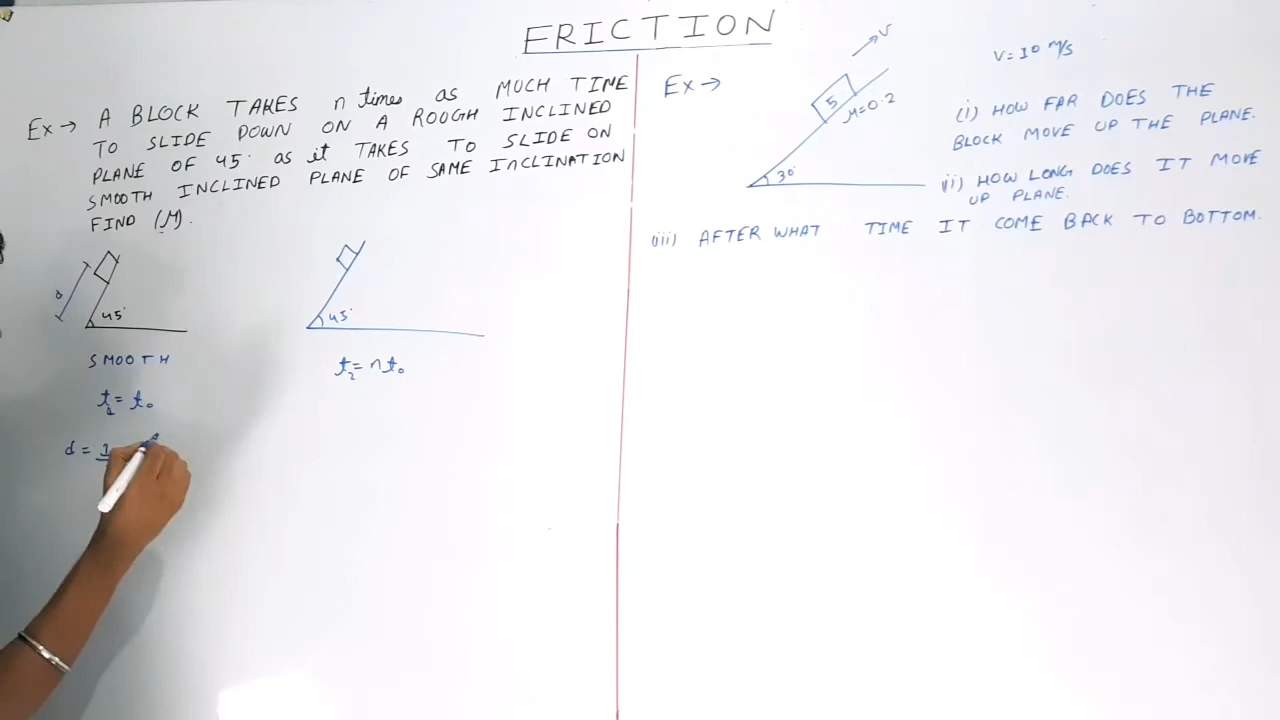 FRICTION
Ex → A BLOCK TAKES n times as MUCH TIME
TO SLIDE DOWN ON A ROUGH INCLINED
PLANE OF 45° as it TAKES TO SLIDE ON
SMOOTH INCLINED PLANE OF SAME INCLINATION
FIND (μ).
d
45°
SMOOTH
t₁ = t₀
d = 1
45°
t₂ = nt₀
Ex →
5
μ=0.2
30°
V
V = 10 m/s
(i) HOW FAR DOES THE
BLOCK MOVE UP THE PLANE.
(ii) HOW LONG DOES IT MOVE
UP PLANE.
(iii) AFTER WHAT TIME IT COME BACK TO BOTTOM.